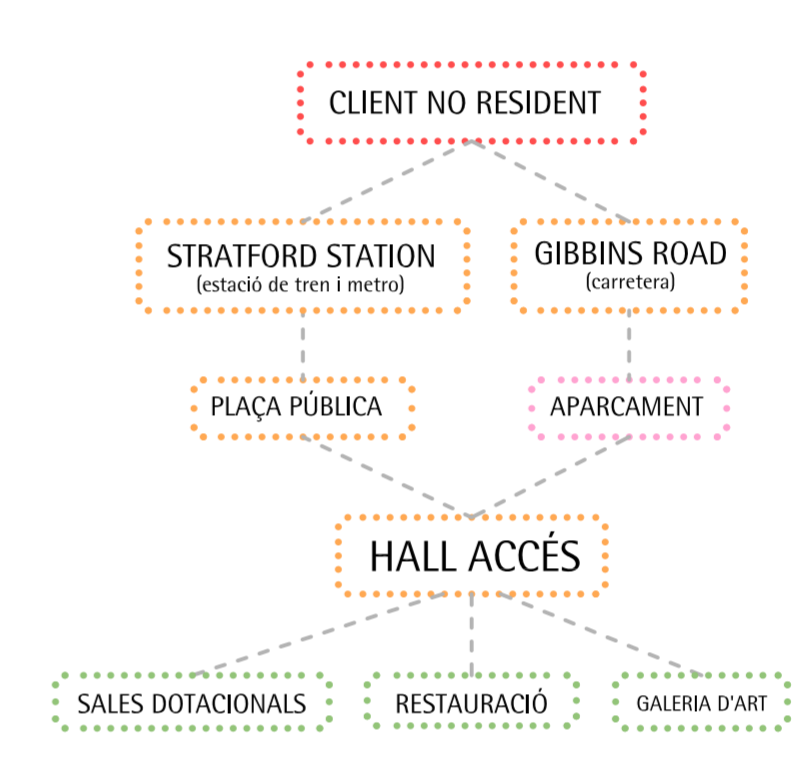 CLIENT NO RESIDENT
STRATFORD STATION
(estació de tren i metro)
GIBBINS ROAD
(carretera)
PLAÇA PÚBLICA
APARCAMENT
HALL ACCÉS
SALES DOTACIONALS
RESTAURACIÓ
GALERIA D'ART